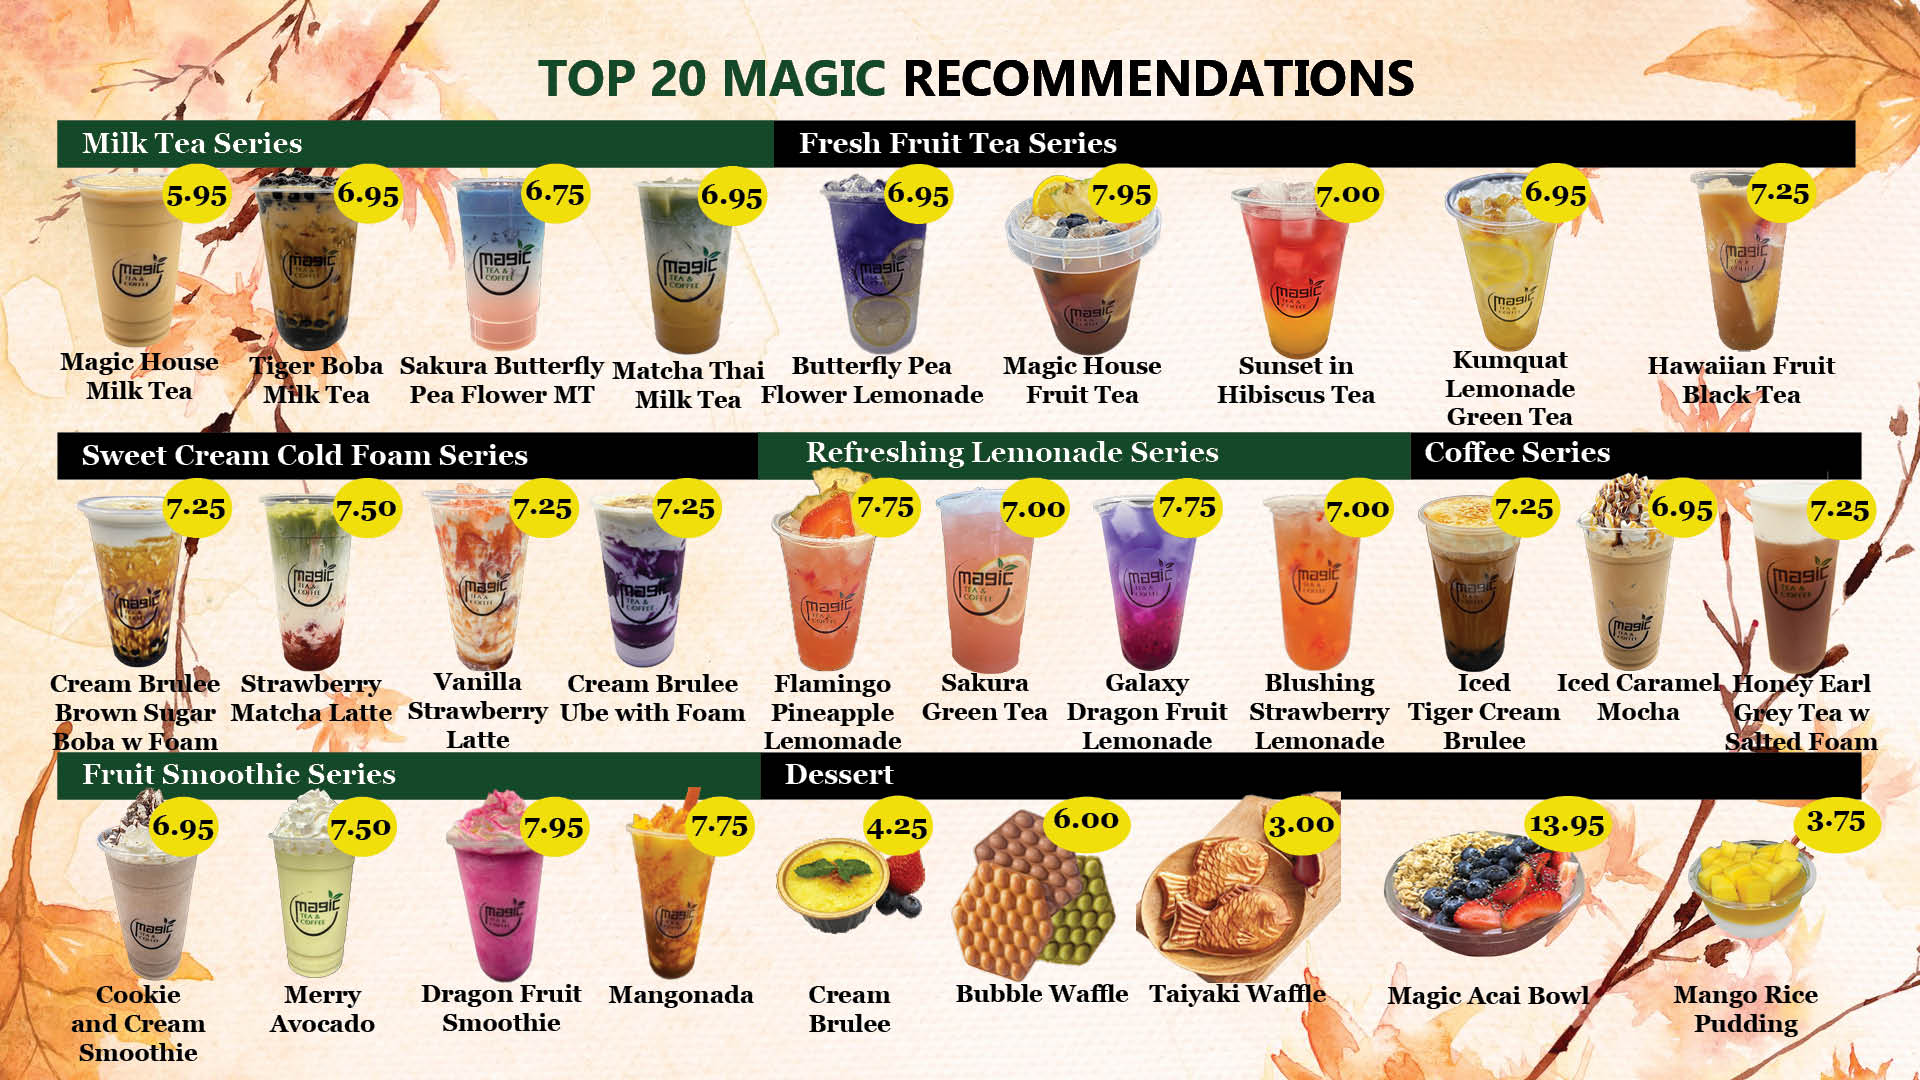 TOP 20 MAGIC RECOMMENDATIONS
Milk Tea Series
Fresh Fruit Tea Series
5.95
6.95
6.75
6.95
6.95
7.95
7.00
6.95
7.25
magic
TEA &
COFFEE
Magic House
Milk Tea
Tiger Boba
Milk Tea
Sakura Butterfly
Pea Flower MT
Matcha Thai
Milk Tea
Butterfly Pea
Flower Lemonade
Magic House
Fruit Tea
Sunset in
Hibiscus Tea
Kumquat
Lemonade
Green Tea
Hawaiian Fruit
Black Tea
Sweet Cream Cold Foam Series
Refreshing Lemonade Series
Coffee Series
7.25
7.50
7.25
7.25
7.75
7.00
7.75
7.00
7.25
6.95
7.25
Cream Brulee
Brown Sugar
Boba w Foam
Strawberry
Matcha Latte
Vanilla
Strawberry
Latte
Cream Brulee
Ube with Foam
Flamingo
Pineapple
Lemomade
Sakura
Green Tea
Galaxy
Dragon Fruit
Lemonade
Blushing
Strawberry
Lemonade
Iced
Tiger Cream
Brulee
Iced Caramel
Mocha
Honey Earl
Grey Tea w
Salted Foam
Fruit Smoothie Series
Dessert
6.95
7.50
7.95
7.75
4.25
6.00
3.00
13.95
3.75
Cookie
and Cream
Smoothie
Merry
Avocado
Dragon Fruit
Smoothie
Mangonada
Cream
Brulee
Bubble Waffle
Taiyaki Waffle
Magic Acai Bowl
Mango Rice
Pudding